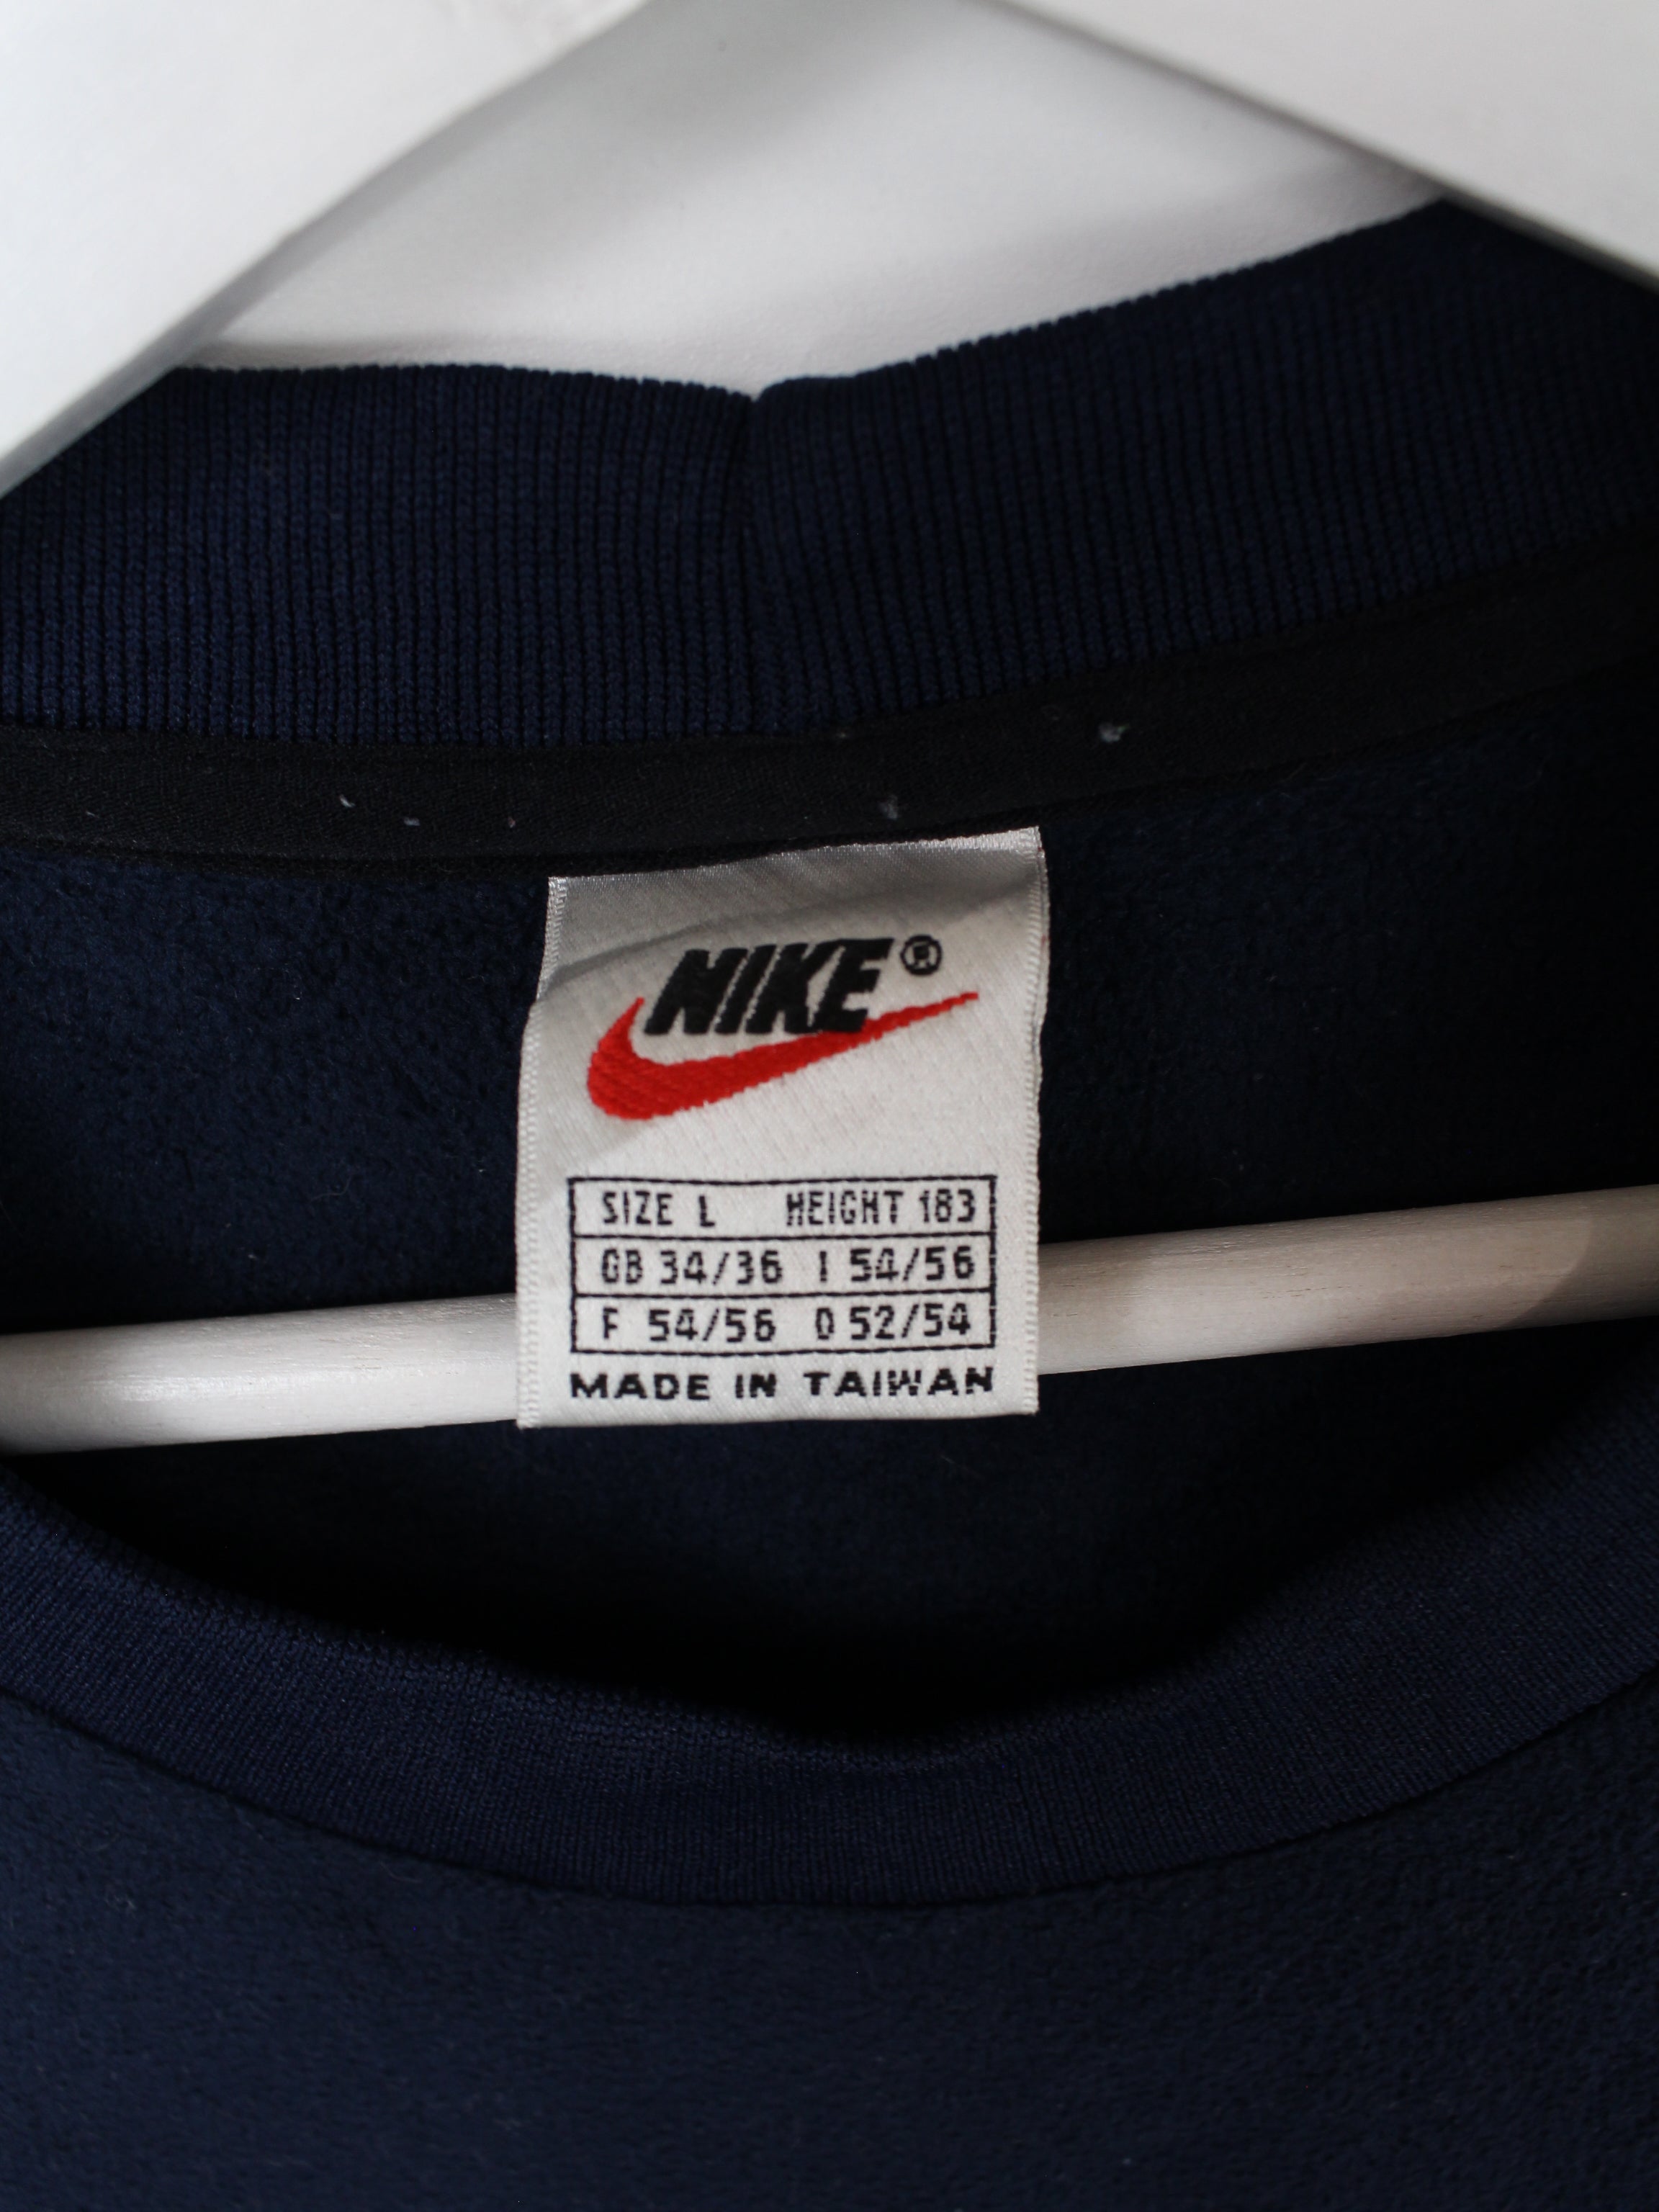 NIKE®
SIZE L HEIGHT 183
GB 34/36 I 54/56
F 54/56 D 52/54
MADE IN TAIWAN